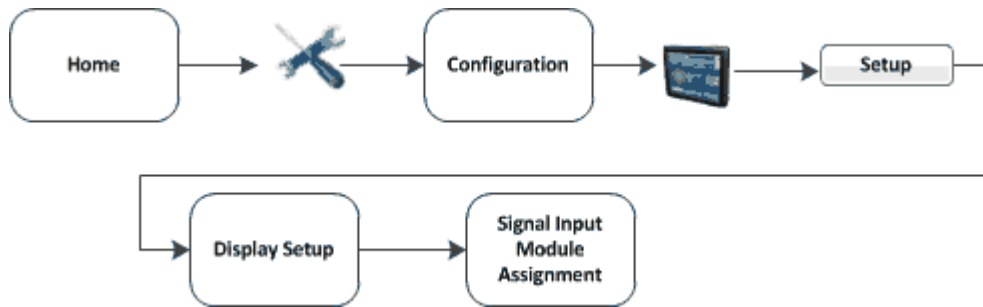 Home
Configuration
Setup
Display Setup
Signal Input
Module
Assignment